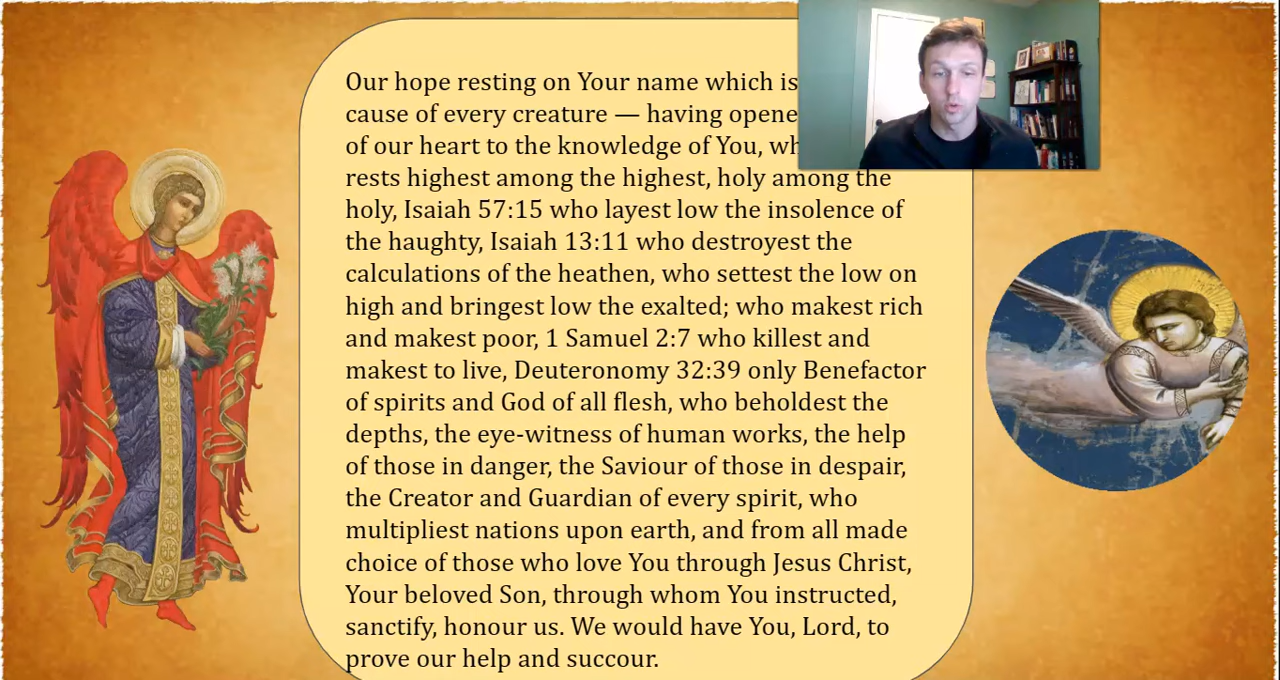 Our hope resting on Your name which is
cause of every creature — having opene
of our heart to the knowledge of You, wh
rests highest among the highest, holy among the
holy, Isaiah 57:15 who layest low the insolence of
the haughty, Isaiah 13:11 who destroyest the
calculations of the heathen, who settest the low on
high and bringest low the exalted; who makest rich
and makest poor, 1 Samuel 2:7 who killest and
makest to live, Deuteronomy 32:39 only Benefactor
of spirits and God of all flesh, who beholdest the
depths, the eye-witness of human works, the help
of those in danger, the Saviour of those in despair,
the Creator and Guardian of every spirit, who
multipliest nations upon earth, and from all made
choice of those who love You through Jesus Christ,
Your beloved Son, through whom You instructed,
sanctify, honour us. We would have You, Lord, to
prove our help and succour.